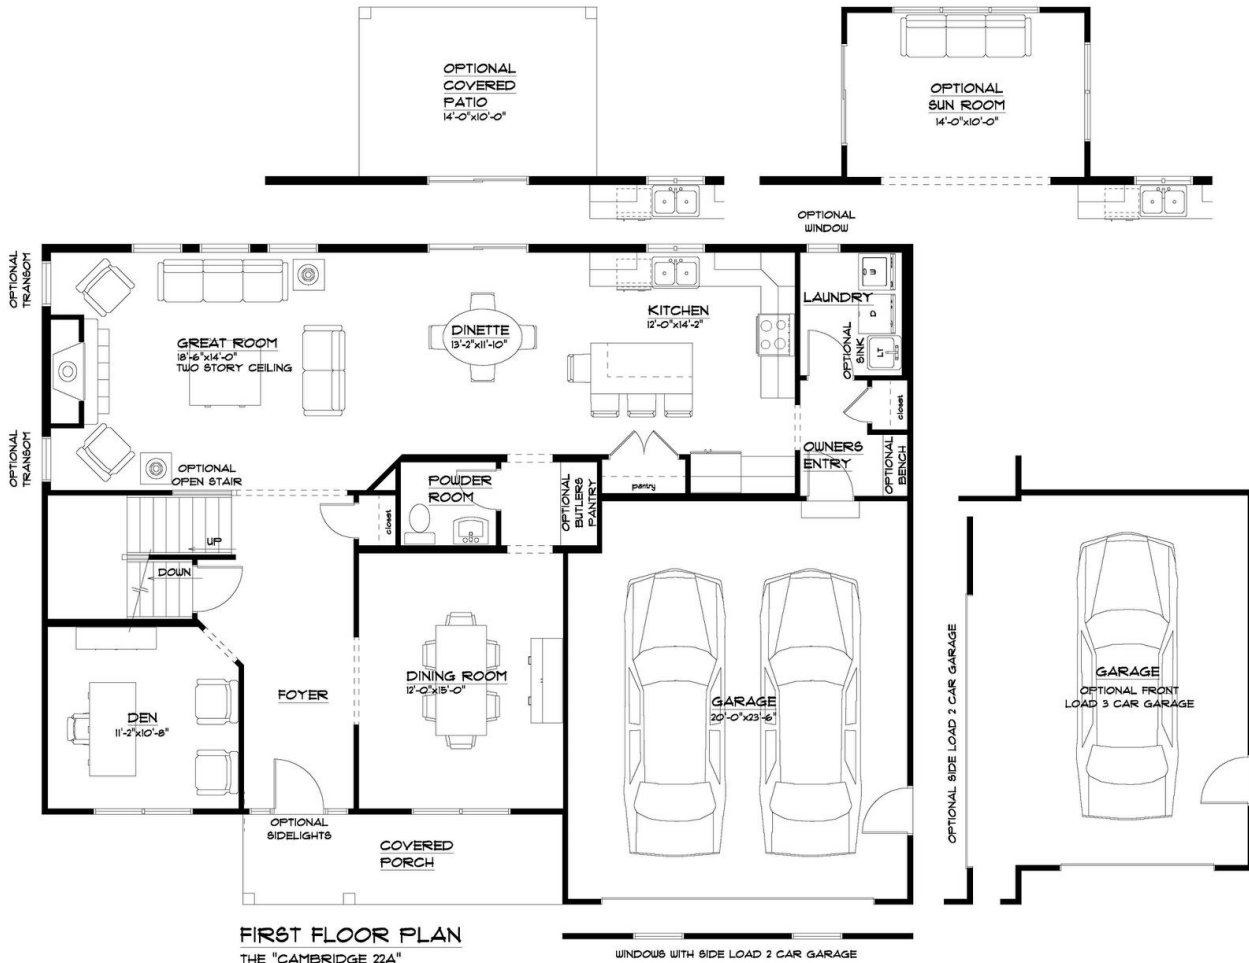 OPTIONAL
COVERED
PATIO
14'-0"x10'-0"
OPTIONAL
SUN ROOM
14'-0"x10'-0"
OPTIONAL
WINDOW
OPTIONAL
TRANSOM
GREAT ROOM
18'-6"x14'-0"
TWO STORY CEILING
DINETTE
13'-2"x11'-10"
KITCHEN
12'-0"x14'-2"
LAUNDRY
W
D
OPTIONAL
SINK
LT
closet
OPTIONAL
TRANSOM
OPTIONAL
OPEN STAIR
POWDER
ROOM
OPTIONAL
BUTLERS
PANTRY
pantry
OWNERS
ENTRY
OPTIONAL
BENCH
closet
UP
DOWN
DEN
11'-2"x10'-8"
FOYER
DINING ROOM
12'-0"x15'-0"
GARAGE
20'-0"x23'-6"
OPTIONAL SIDE LOAD 2 CAR GARAGE
GARAGE
OPTIONAL FRONT
LOAD 3 CAR GARAGE
OPTIONAL
SIDELIGHTS
COVERED
PORCH
FIRST FLOOR PLAN
THE "CAMBRIDGE 22A"
WINDOWS WITH SIDE LOAD 2 CAR GARAGE